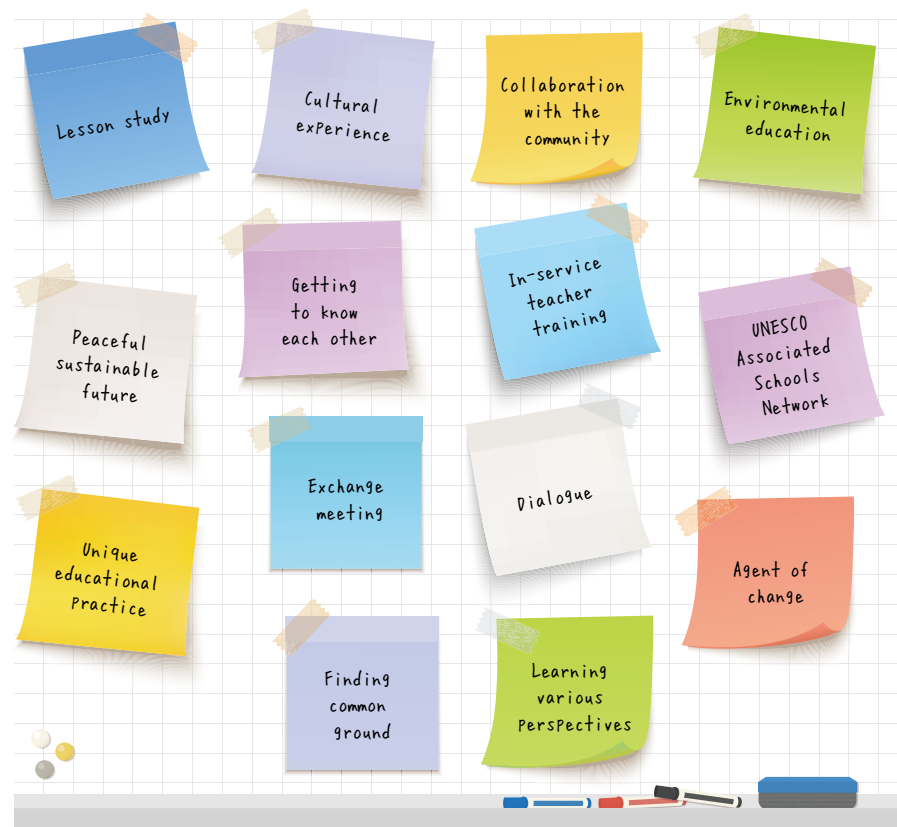 Lesson study
Cultural
experience
Collaboration
with the
community
Environmental
education
Peaceful
sustainable
future
Getting
to know
each other
In-service
teacher
training
UNESCO
Associated
Schools
Network
Unique
educational
practice
Exchange
meeting
Dialogue
Agent of
change
Finding
common
ground
Learning
various
perspectives